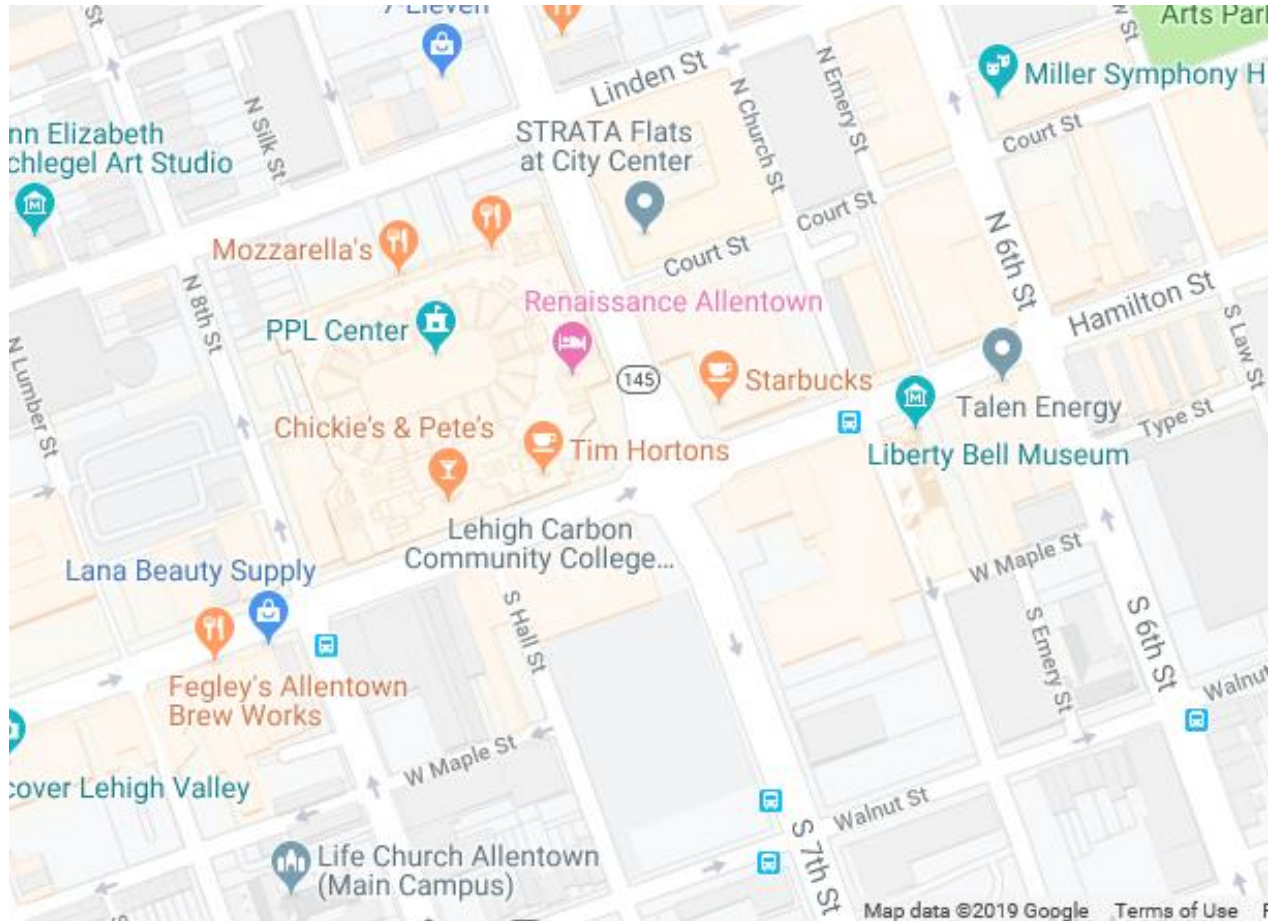 St
7-Eleven
Arts Par
Linden St
N Emery St
N Church St
Miller Symphony H
N Silk St
STRATA Flats
at City Center
Court St
nn Elizabeth
chlegel Art Studio
Court St
Mozzarella's
Court St
N 6th St
N 8th St
Renaissance Allentown
Hamilton St
PPL Center
S Law St
N Lumber St
145
Starbucks
Talen Energy
Type St
Chickie's & Pete's
Tim Hortons
Liberty Bell Museum
Lehigh Carbon
Community College...
W Maple St
Lana Beauty Supply
S Hall St
S Emery St
S 6th St
Fegley's Allentown
Brew Works
Walnut
W Maple St
cover Lehigh Valley
Walnut St
S 7th St
Life Church Allentown
(Main Campus)
Map data ©2019 Google
Terms of Use